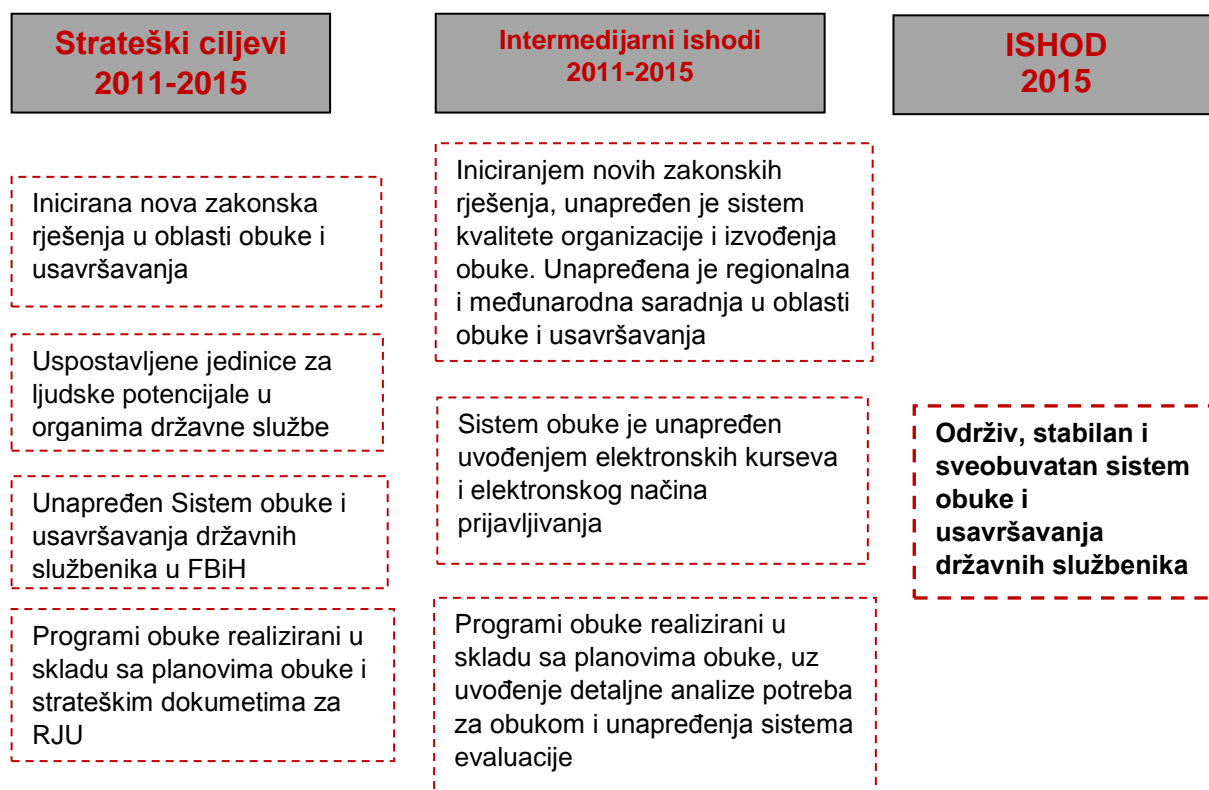 Strateški ciljevi
2011-2015
Inicirana nova zakonska
rješenja u oblasti obuke i
usavršavanja
Uspostavljene jedinice za
ljudske potencijale u
organima državne službe
Unapređen Sistem obuke i
usavršavanja državnih
službenika u FBiH
Programi obuke realizirani u
skladu sa planovima obuke i
strateškim dokumetima za
RJU
Intermedijarni ishodi
2011-2015
Iniciranjem novih zakonskih
rješenja, unapređen je sistem
kvalitete organizacije i izvođenja
obuke. Unapređena je regionalna
i međunarodna saradnja u oblasti
obuke i usavršavanja
Sistem obuke je unapređen
uvođenjem elektronskih kurseva
i elektronskog načina
prijavljivanja
Programi obuke realizirani u
skladu sa planovima obuke, uz
uvođenje detaljne analize potreba
za obukom i unapređenja sistema
evaluacije
ISHOD
2015
Održiv, stabilan i
sveobuvatan sistem
obuke i
usavršavanja
državnih službenika